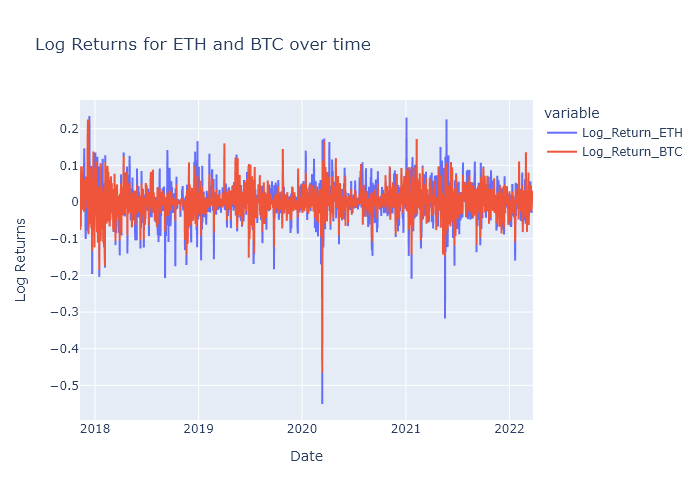 Log Returns for ETH and BTC over time
variable
Log_Return_ETH
Log_Return_BTC
0.2
0.1
0
−0.1
−0.2
−0.3
−0.4
−0.5
Log Returns
2018 2019 2020 2021 2022
Date